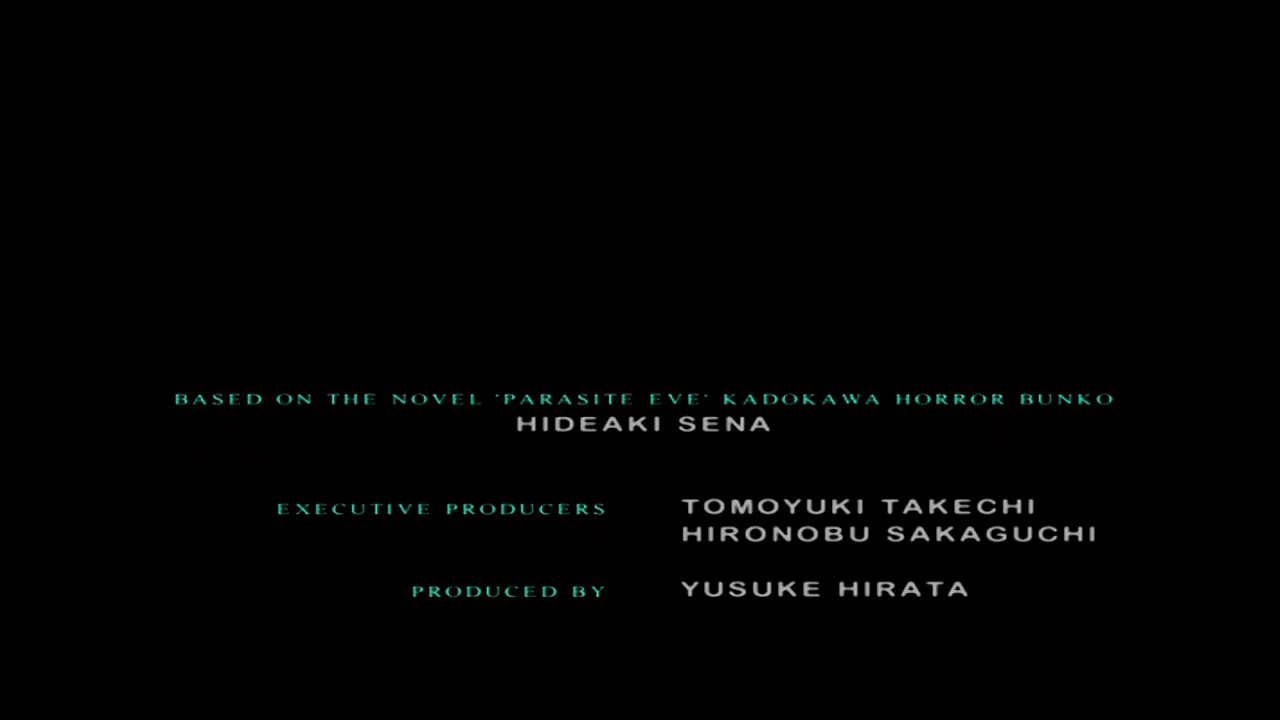 BASED ON THE NOVEL 'PARASITE EVE' KADOKAWA HORROR BUNKO
HIDEAKI SENA
EXECUTIVE PRODUCERS TOMOYUKI TAKECHI
HIRONOBU SAKAGUCHI
PRODUCED BY YUSUKE HIRATA